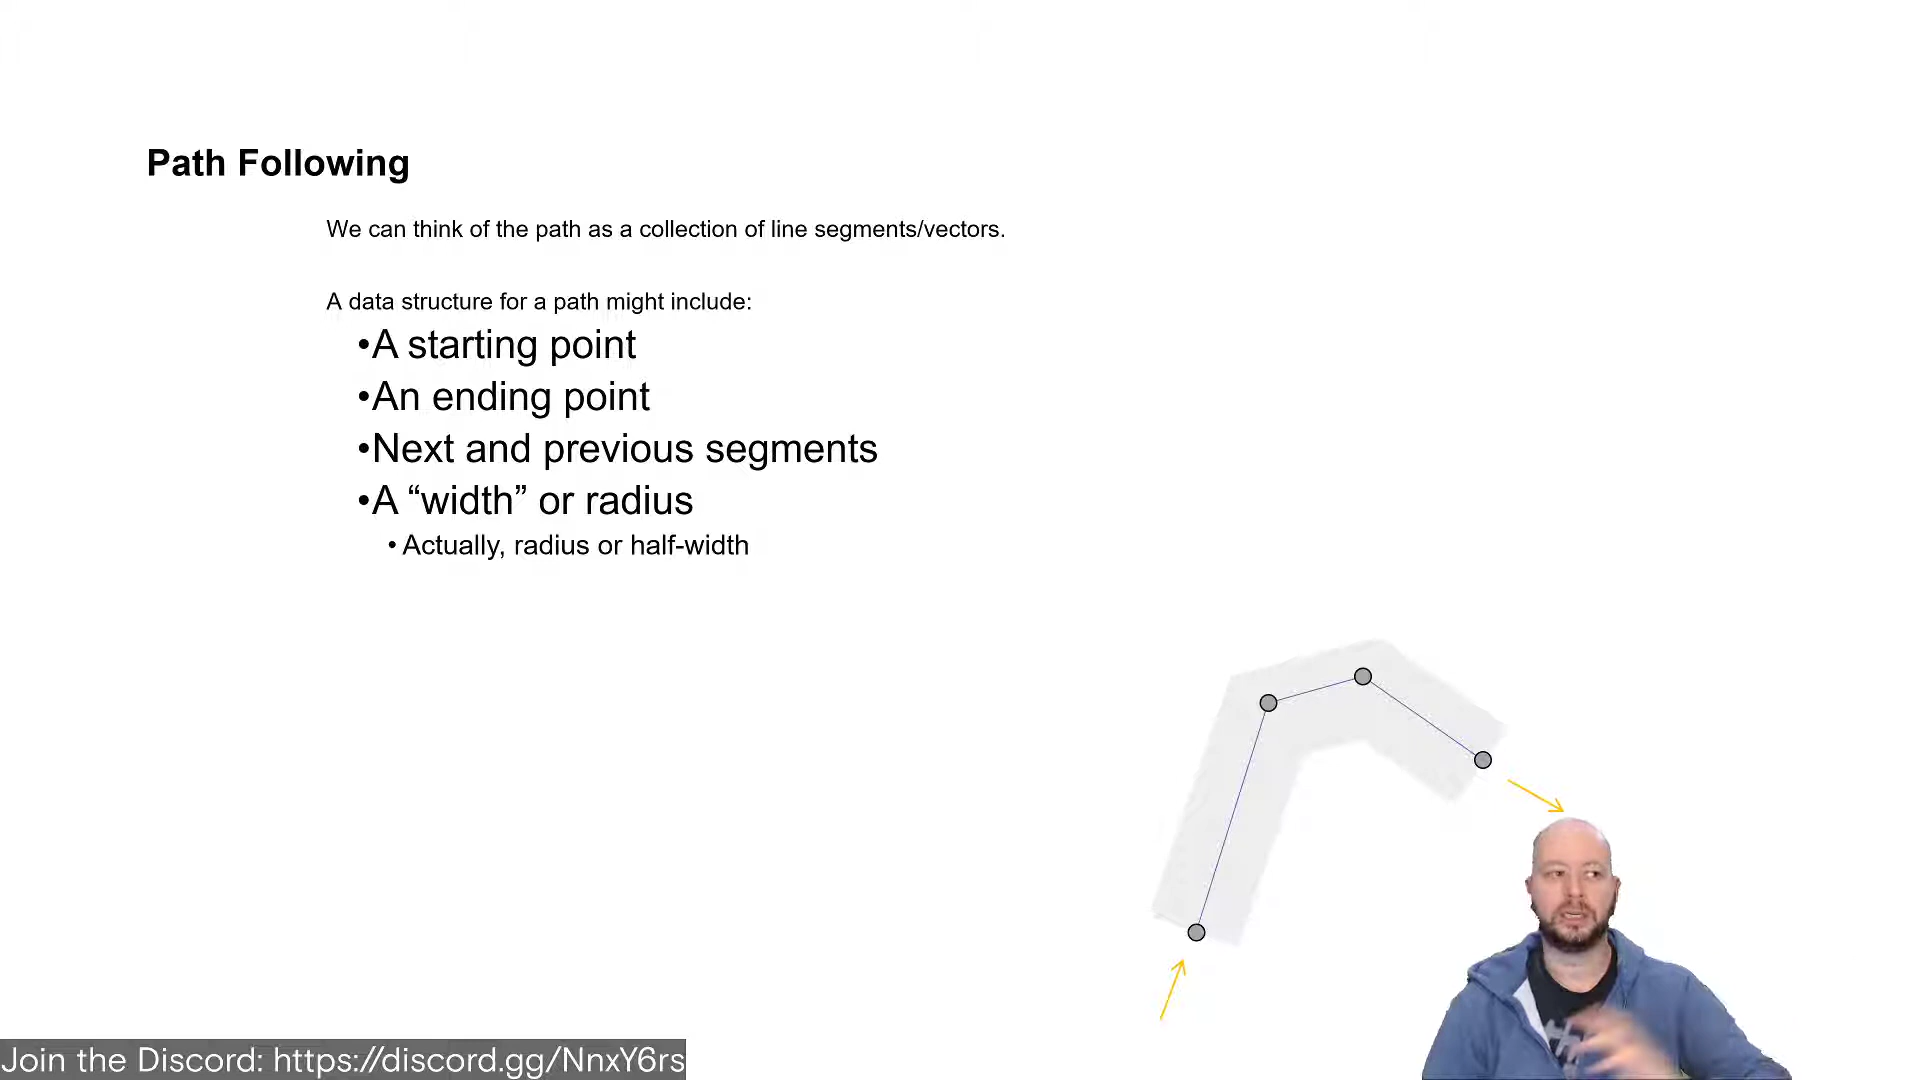 Path Following
We can think of the path as a collection of line segments/vectors.
A data structure for a path might include:
•A starting point
•An ending point
•Next and previous segments
•A “width” or radius
• Actually, radius or half-width
Join the Discord: https://discord.gg/NnxY6rs